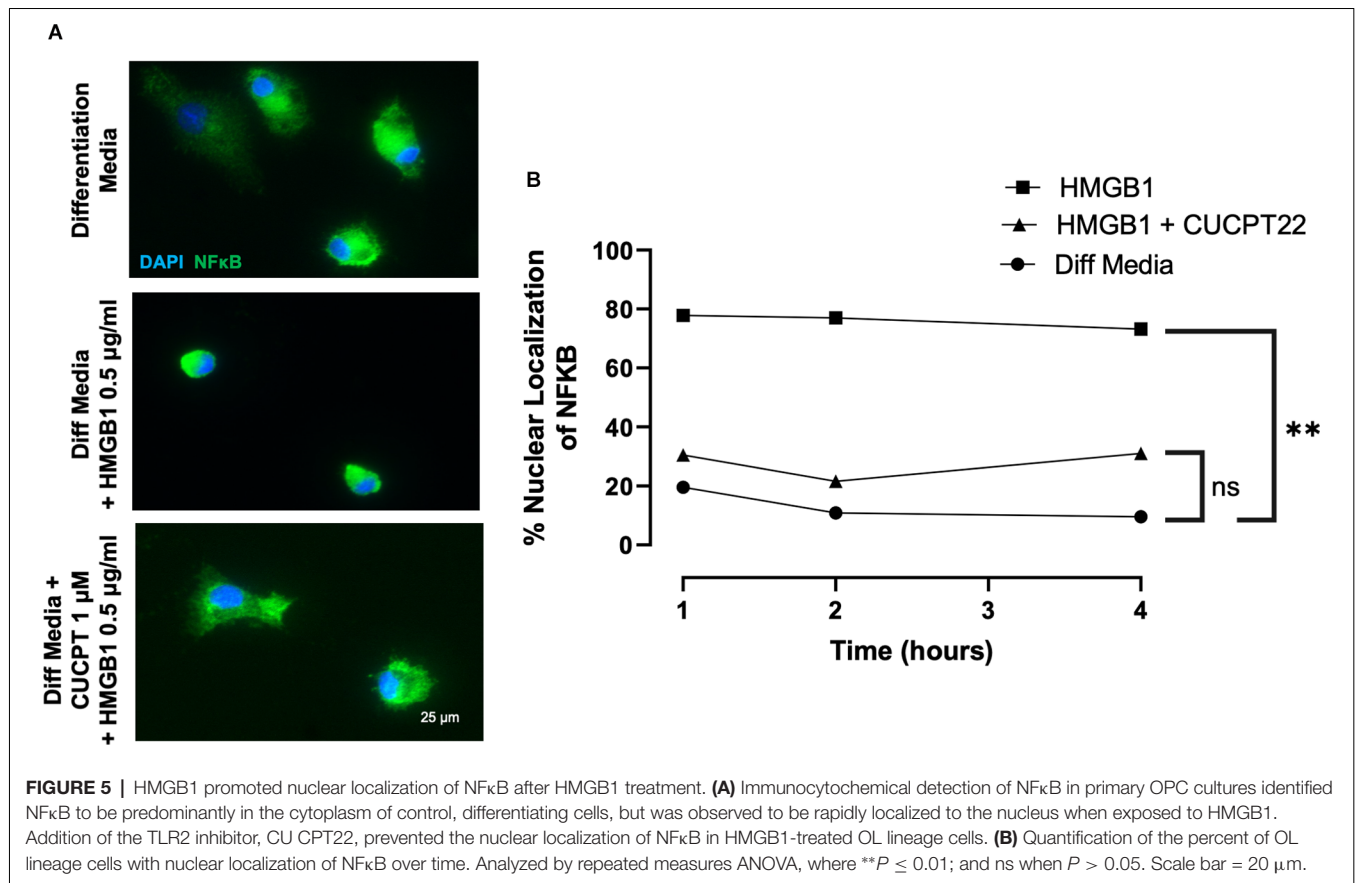 A
Differentiation
Media
DAPI NFκB
Diff Media
+ HMGB1 0.5 µg/ml
Diff Media +
CUCPT 1 µM
+ HMGB1 0.5 µg/ml
25 µm
B
HMGB1
HMGB1 + CUCPT22
Diff Media
% Nuclear Localization
of NFKB
100
80
60
40
20
0
**
ns
1
2
3
4
Time (hours)
FIGURE 5 | HMGB1 promoted nuclear localization of NFκB after HMGB1 treatment. (A) Immunocytochemical detection of NFκB in primary OPC cultures identified
NFκB to be predominantly in the cytoplasm of control, differentiating cells, but was observed to be rapidly localized to the nucleus when exposed to HMGB1.
Addition of the TLR2 inhibitor, CU CPT22, prevented the nuclear localization of NFκB in HMGB1-treated OL lineage cells. (B) Quantification of the percent of OL
lineage cells with nuclear localization of NFκB over time. Analyzed by repeated measures ANOVA, where **P ≤ 0.01; and ns when P > 0.05. Scale bar = 20 µm.